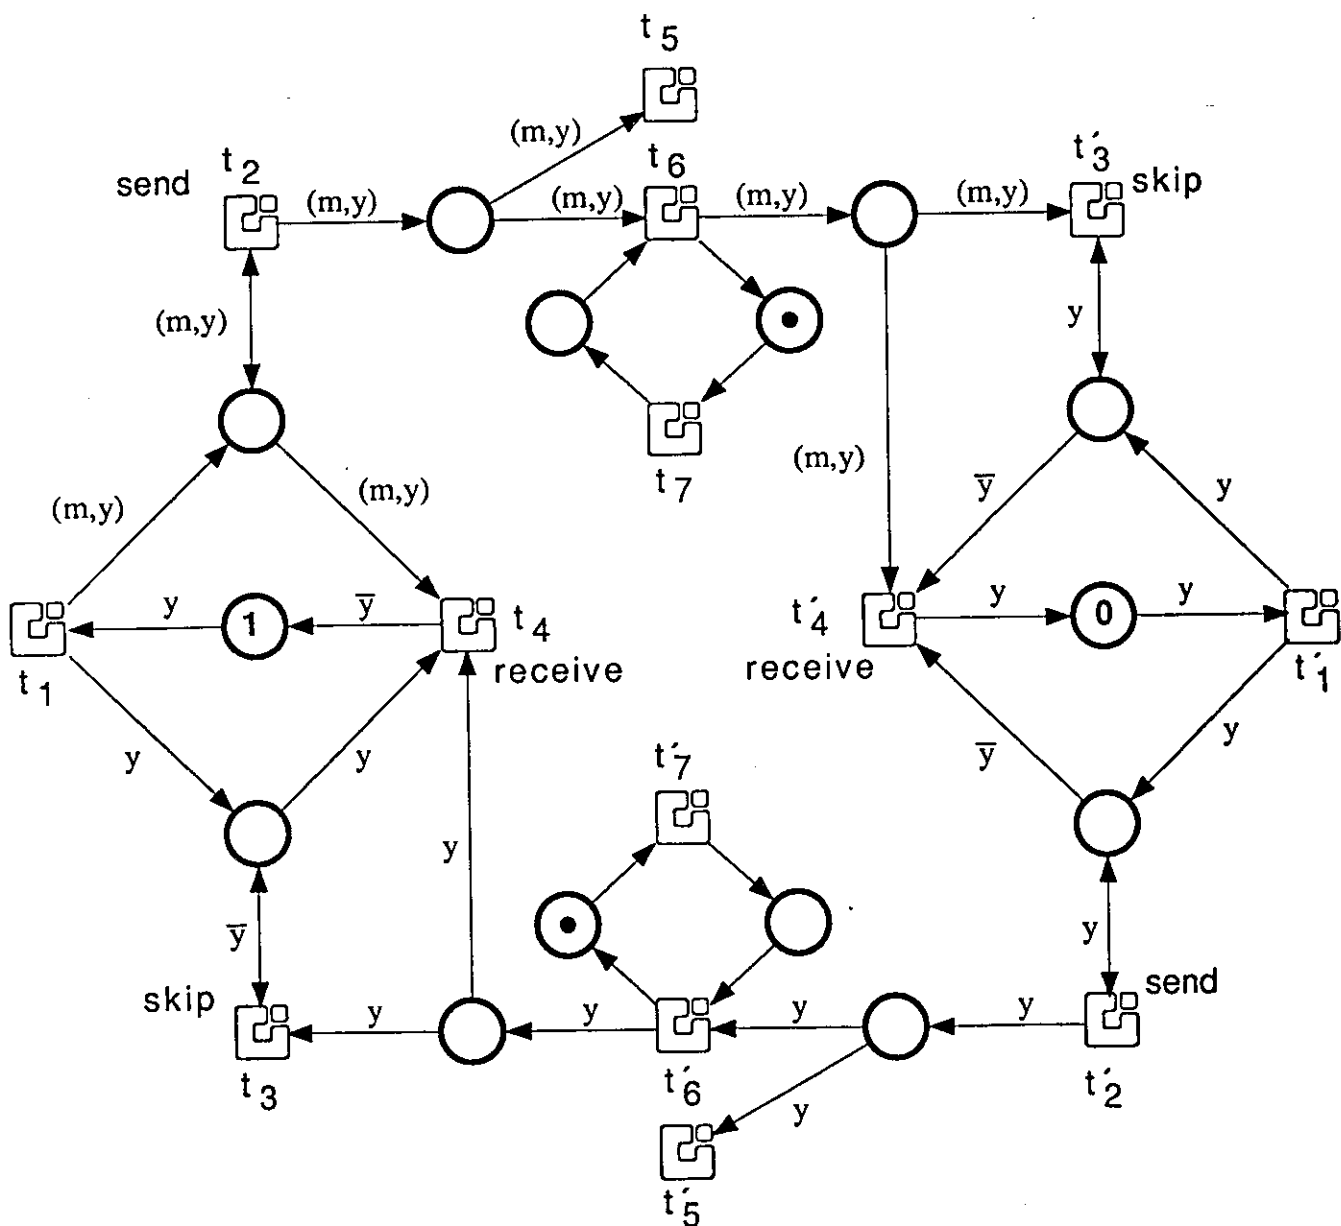 t5
(m,y)
t2
t6
t´3
send
skip
(m,y)
(m,y)
(m,y)
(m,y)
(m,y)
y
t7
(m,y)
(m,y)
(m,y)
y̅
y
y
1
y̅
t4
t´4
y
0
y
t1
receive
receive
t´1
y
y
y̅
y
t´7
y
y̅
y
skip
send
y
y
y
y
t3
t´6
t´2
y
t´5